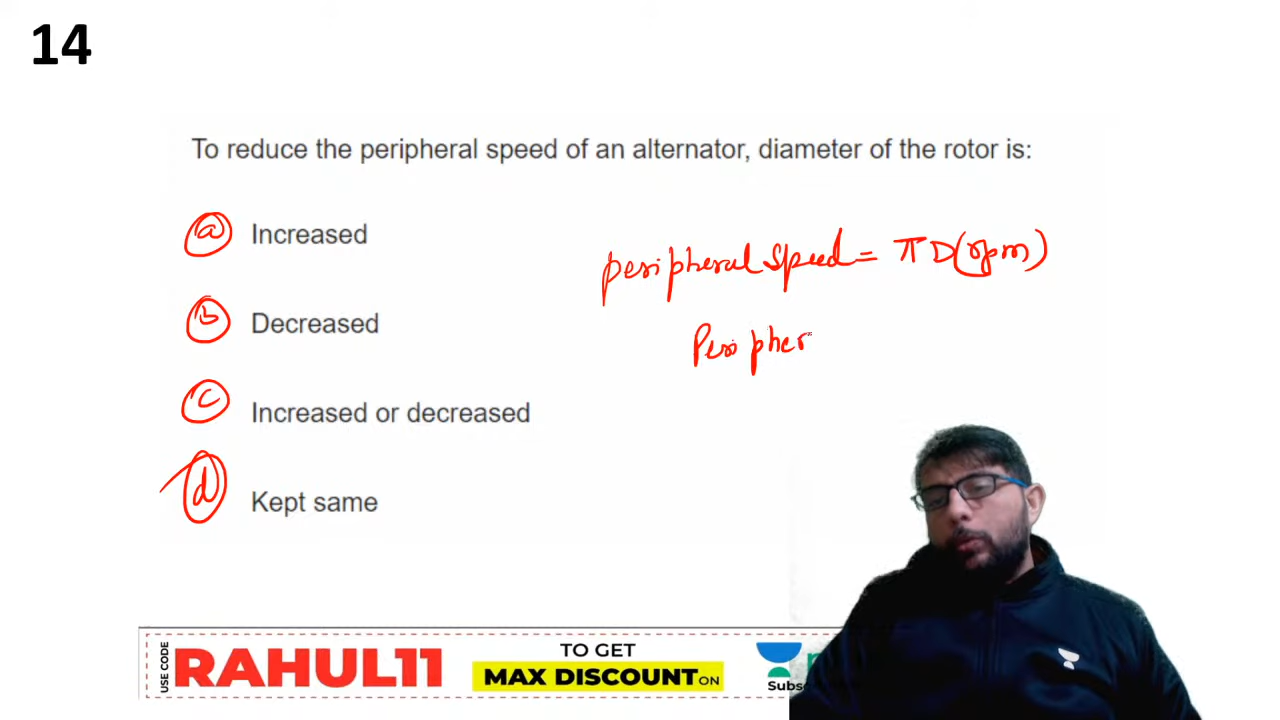 14
To reduce the peripheral speed of an alternator, diameter of the rotor is:
(a) Increased
peripheral speed = πD(rpm)
(b) Decreased
Peripher
(c) Increased or decreased
(d) Kept same
USE CODE
RAHUL11
TO GET
MAX DISCOUNT ON
Subs